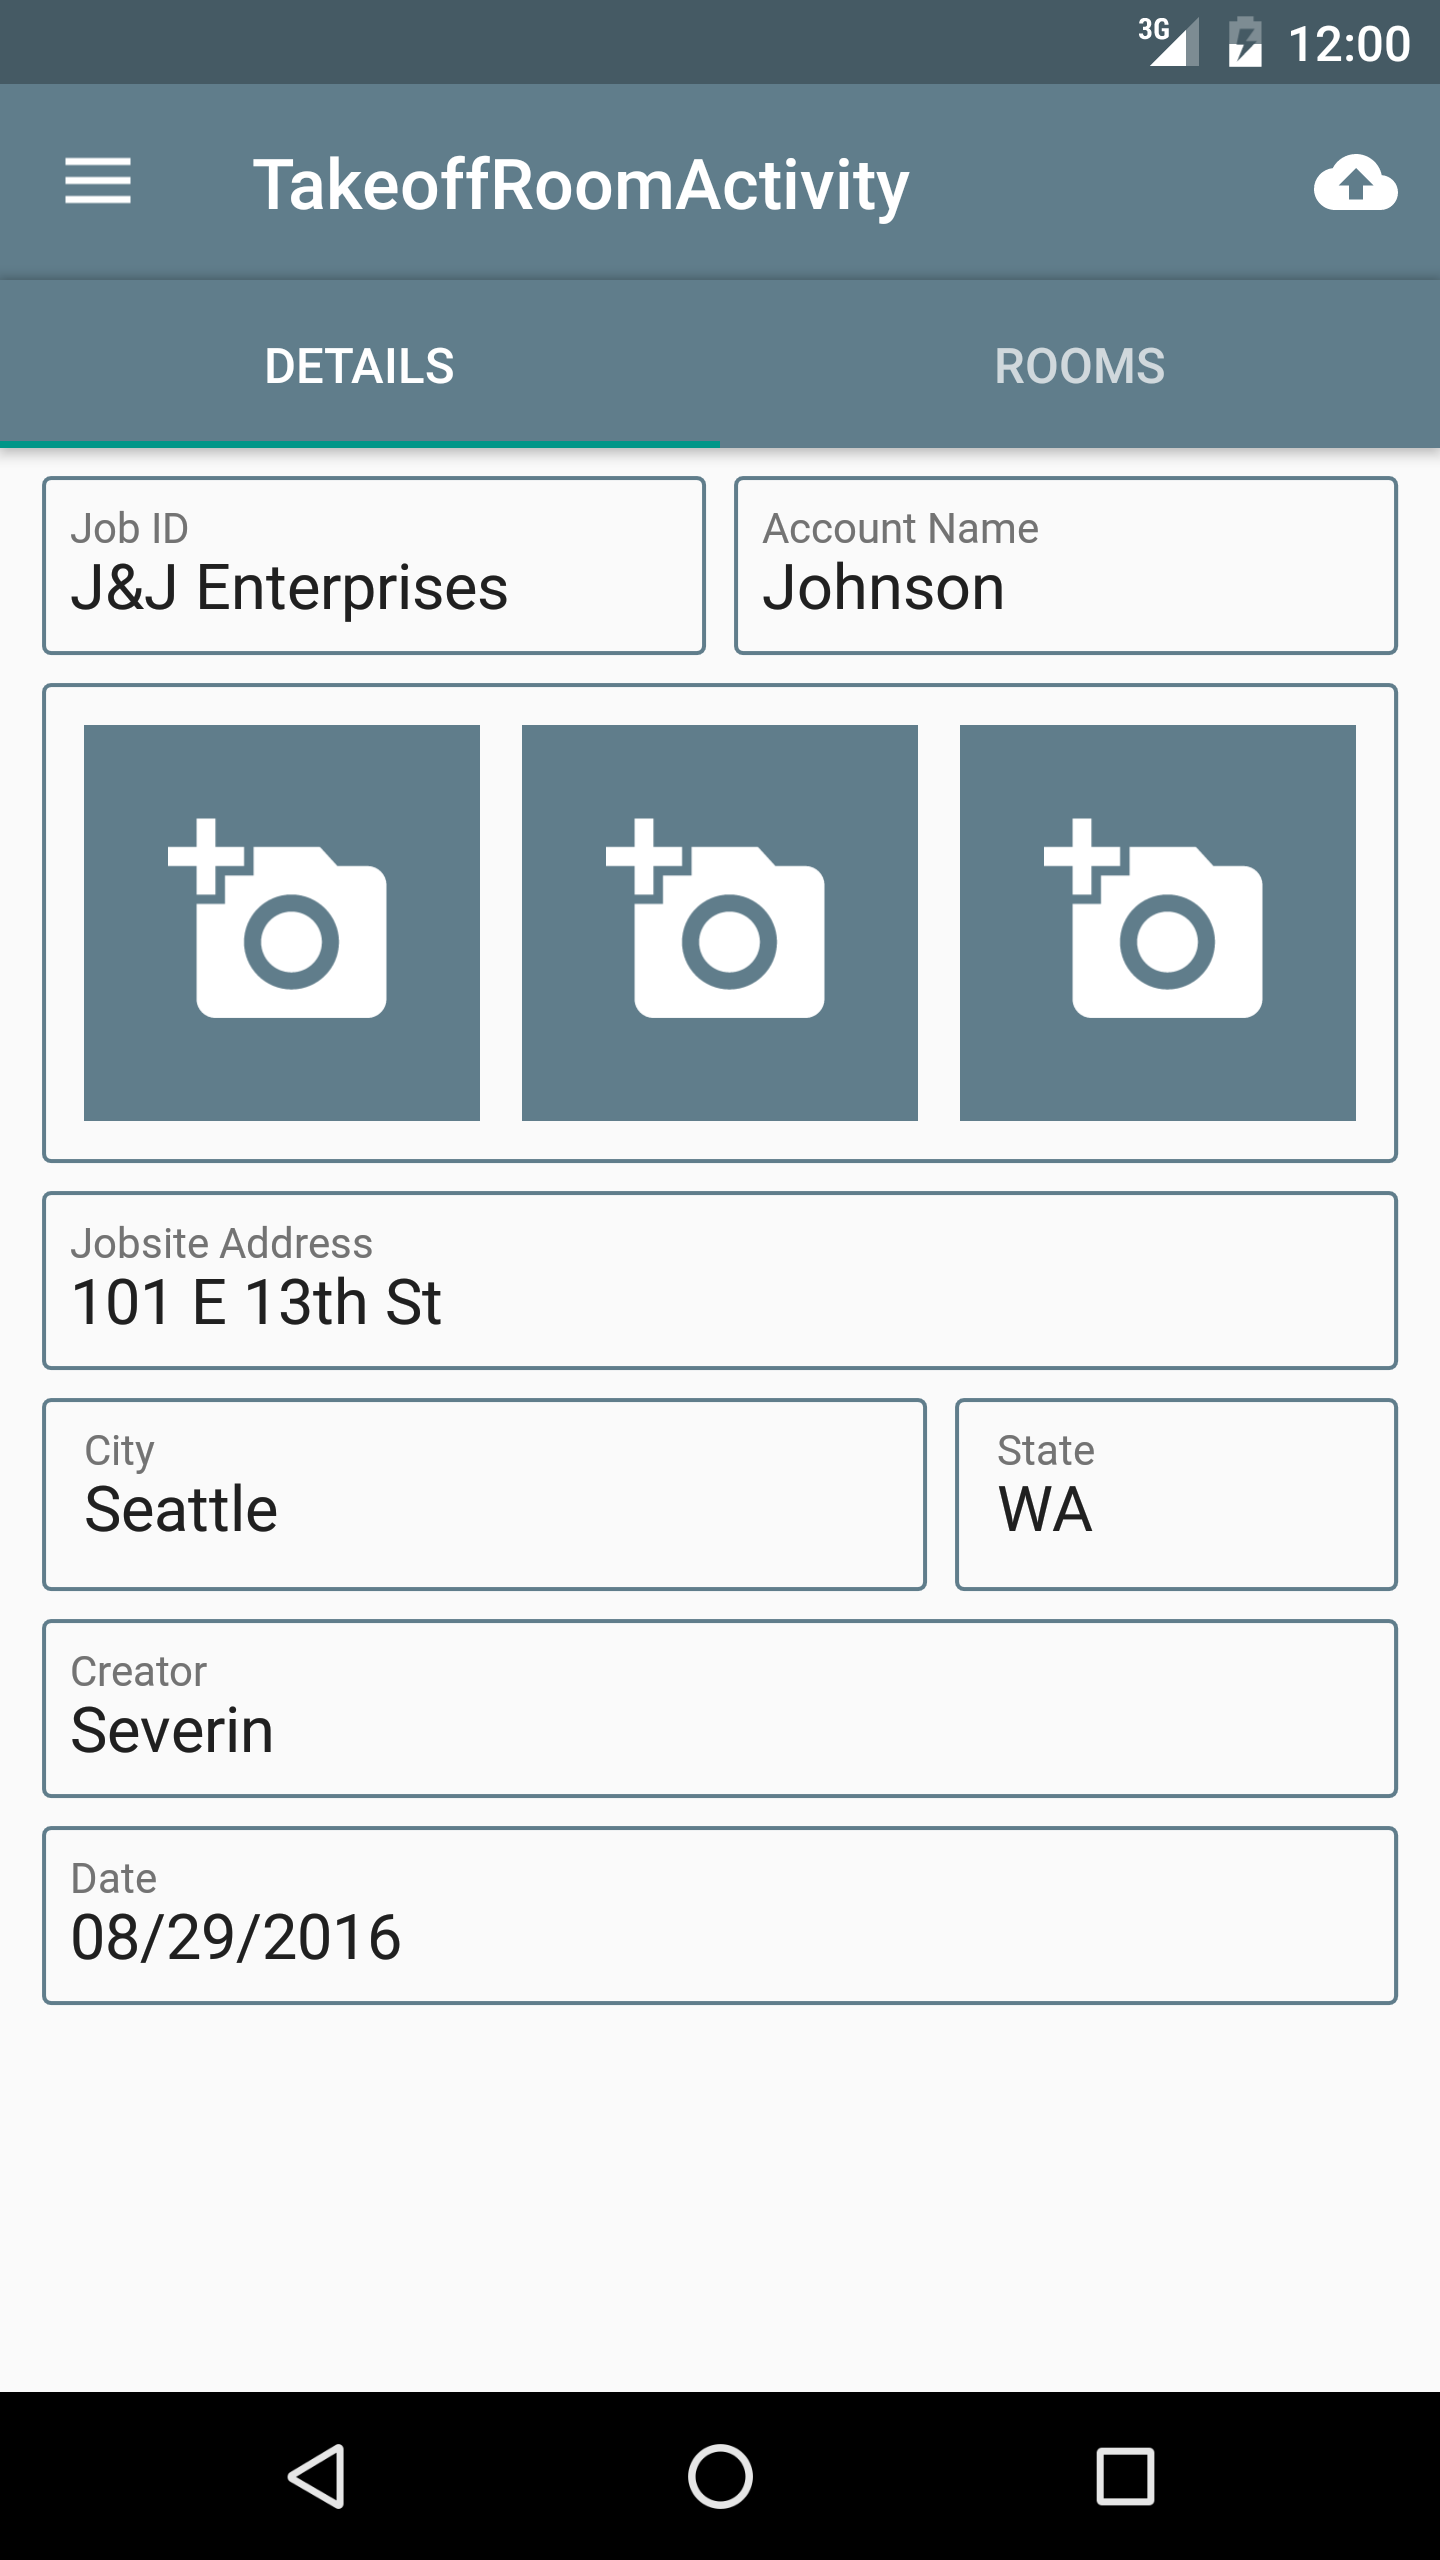 3G 12:00
TakeoffRoomActivity
DETAILS ROOMS
Job ID
J&J Enterprises
Account Name
Johnson
Jobsite Address
101 E 13th St
City
Seattle
State
WA
Creator
Severin
Date
08/29/2016